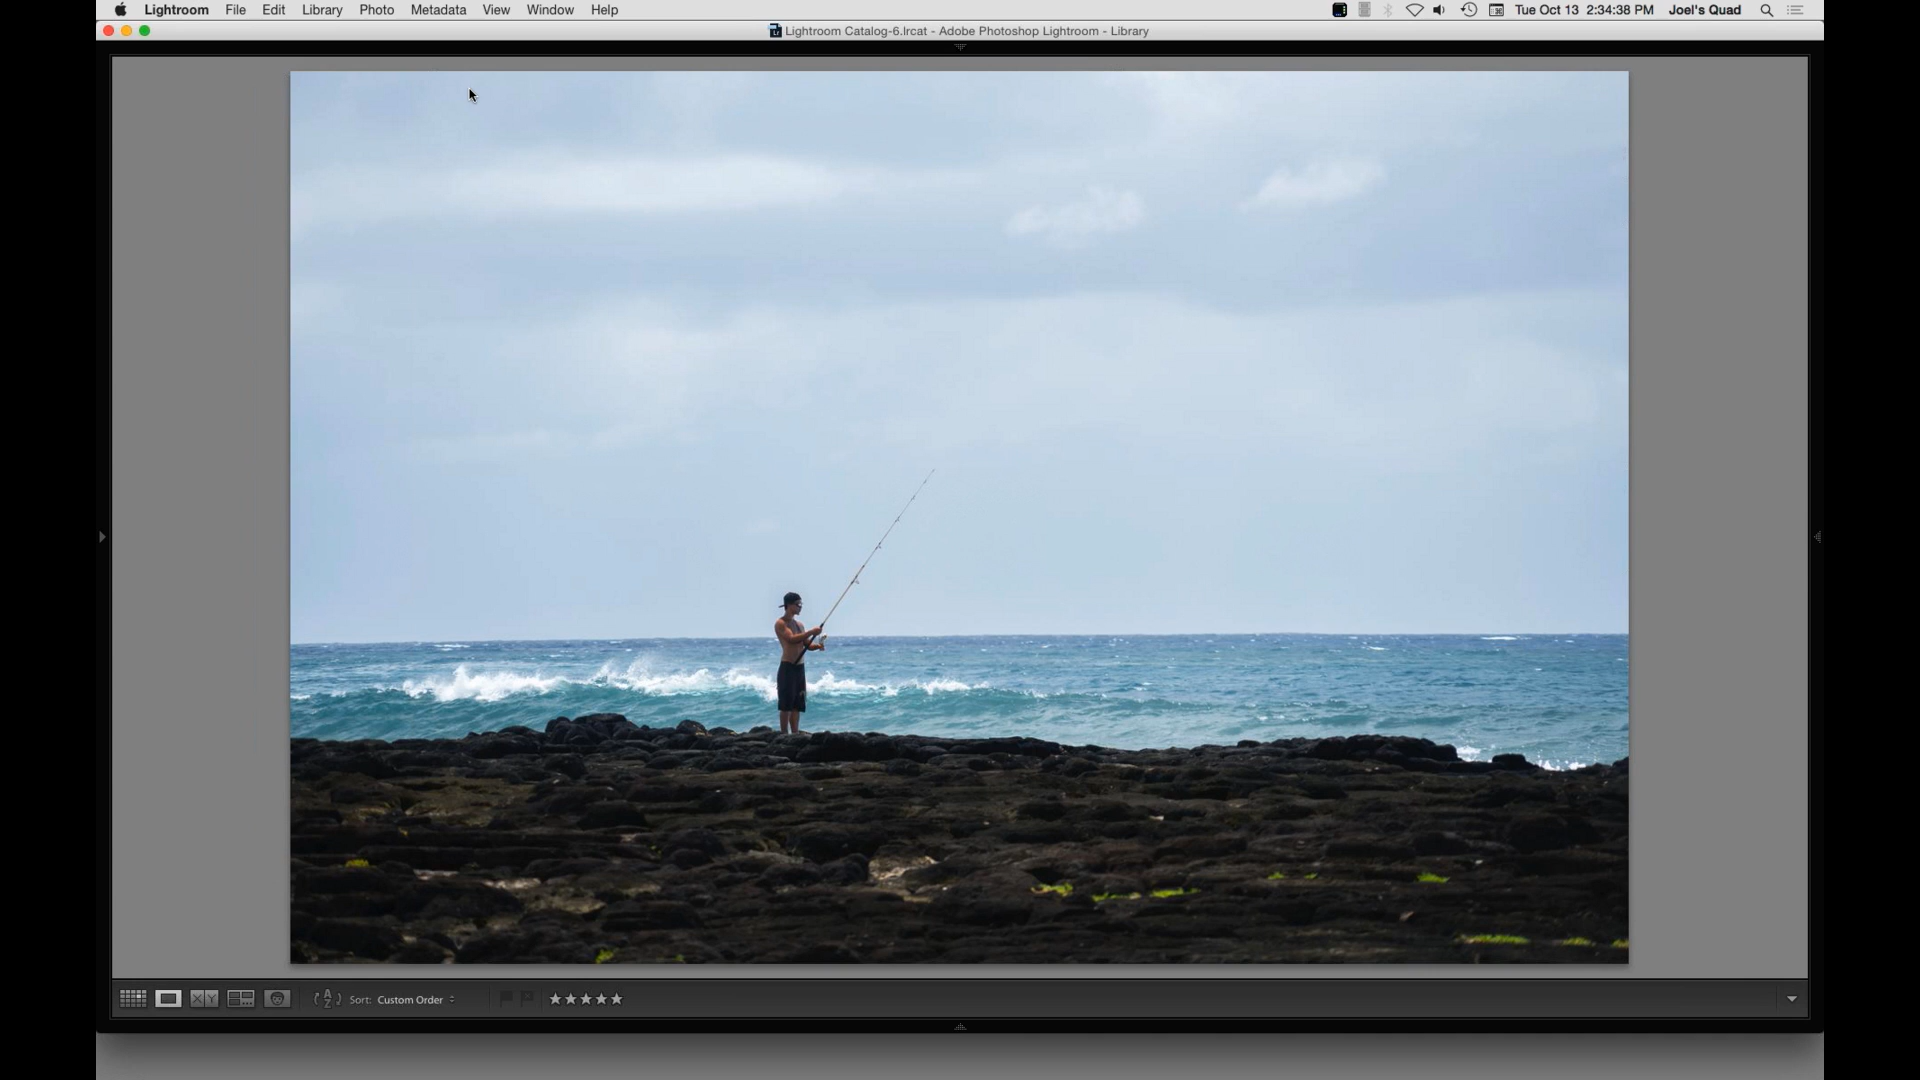 Lightroom File Edit Library Photo Metadata View Window Help Tue Oct 13 2:34:38 PM Joel's Quad
Lightroom Catalog-6.lrcat - Adobe Photoshop Lightroom - Library
X Y A Z Sort: Custom Order